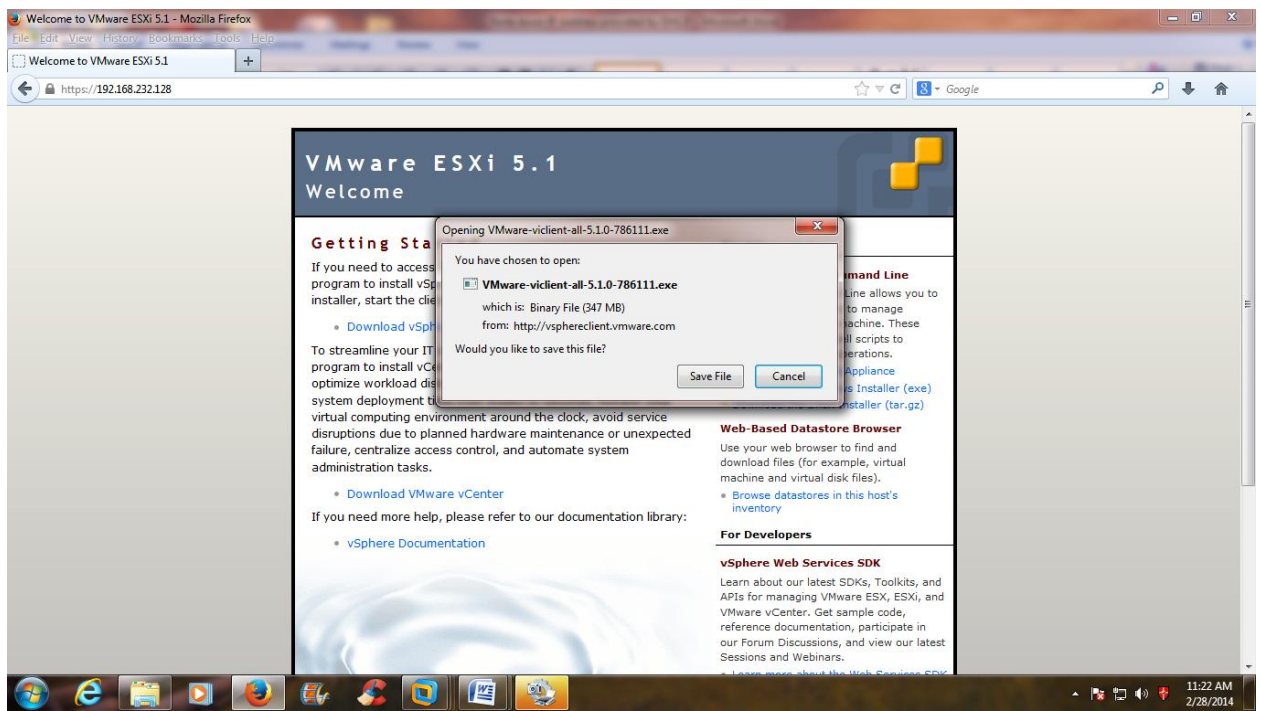 Welcome to VMware ESXi 5.1 - Mozilla Firefox
File Edit View History Bookmarks Tools Help
Welcome to VMware ESXi 5.1
https://192.168.232.128
Google
VMware ESXi 5.1
Welcome
Opening VMware-viclient-all-5.1.0-786111.exe
You have chosen to open:
VMware-viclient-all-5.1.0-786111.exe
which is: Binary File (347 MB)
from: http://vsphereclient.vmware.com
Would you like to save this file?
Save File Cancel
Getting Sta
If you need to access
program to install vSp
installer, start the clie
Download vSph
To streamline your IT
program to install vCe
optimize workload dis
system deployment t
virtual computing environment around the clock, avoid service
disruptions due to planned hardware maintenance or unexpected
failure, centralize access control, and automate system
administration tasks.
Download VMware vCenter
If you need more help, please refer to our documentation library:
vSphere Documentation
mmand Line
Line allows you to
to manage
achine. These
ll scripts to
erations.
Appliance
s Installer (exe)
nstaller (tar.gz)
Web-Based Datastore Browser
Use your web browser to find and
download files (for example, virtual
machine and virtual disk files).
Browse datastores in this host's
inventory
For Developers
vSphere Web Services SDK
Learn about our latest SDKs, Toolkits, and
APIs for managing VMware ESX, ESXi, and
VMware vCenter. Get sample code,
reference documentation, participate in
our Forum Discussions, and view our latest
Sessions and Webinars.
Learn more about the Web Services SDK
11:22 AM
2/28/2014